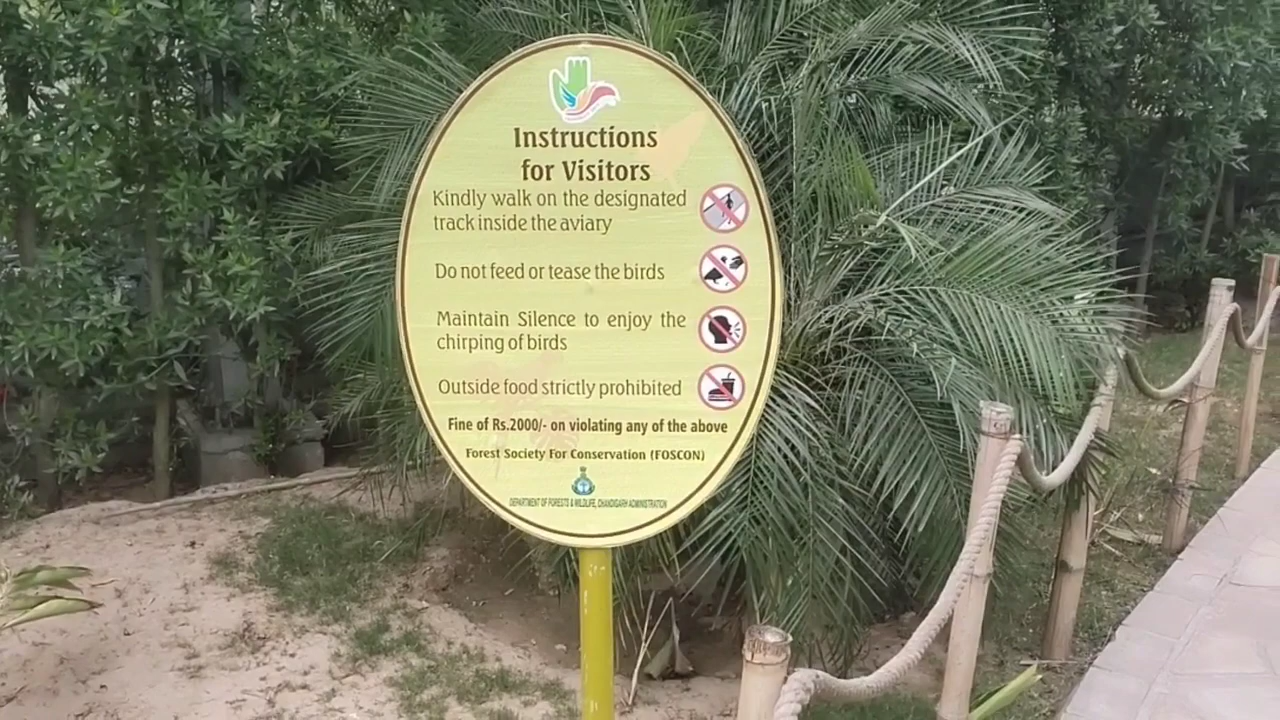 Instructions
for Visitors
Kindly walk on the designated
track inside the aviary
Do not feed or tease the birds
Maintain Silence to enjoy the
chirping of birds
Outside food strictly prohibited
Fine of Rs.2000/- on violating any of the above
Forest Society For Conservation (FOSCON)
DEPARTMENT OF FORESTS & WILDLIFE, CHANDIGARH ADMINISTRATION